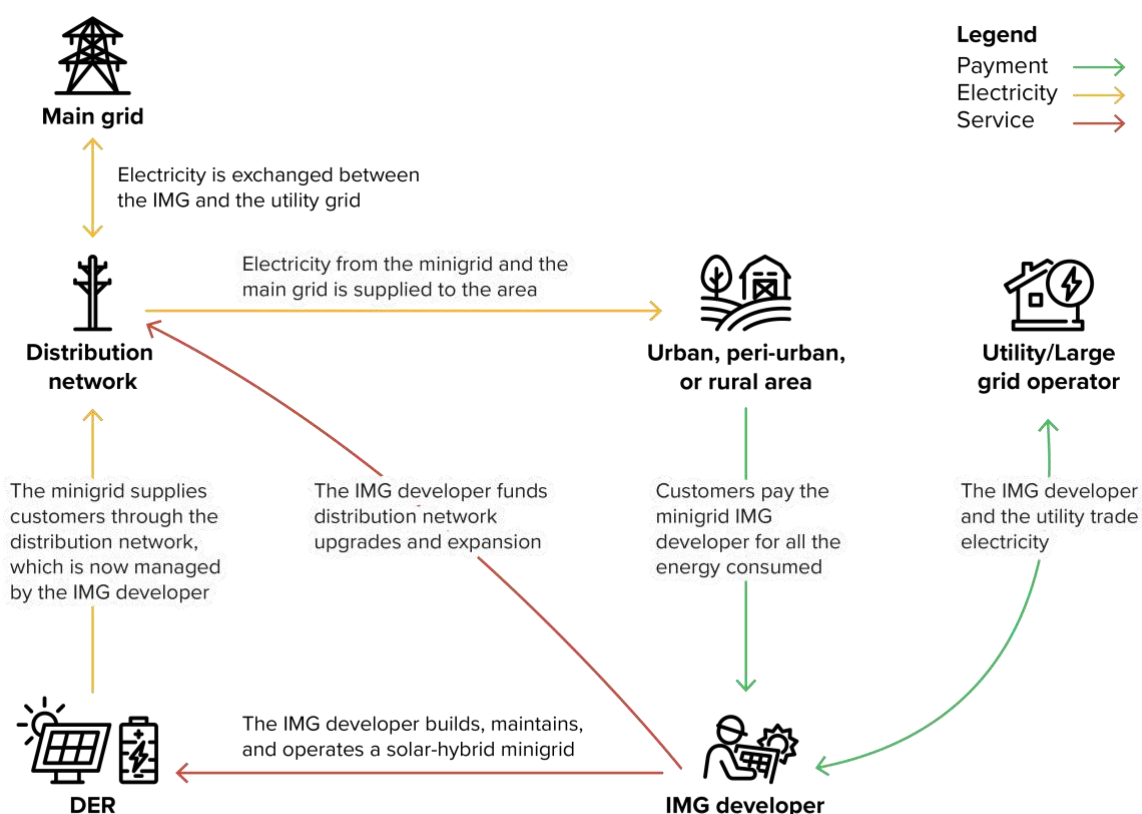 Legend
Payment
Electricity
Service
Main grid
Electricity is exchanged between
the IMG and the utility grid
Electricity from the minigrid and the
main grid is supplied to the area
Distribution
network
Urban, peri-urban,
or rural area
Utility/Large
grid operator
The minigrid supplies
customers through the
distribution network,
which is now managed
by the IMG developer
The IMG developer funds
distribution network
upgrades and expansion
Customers pay the
minigrid IMG
developer for all the
energy consumed
The IMG developer
and the utility trade
electricity
The IMG developer builds, maintains,
and operates a solar-hybrid minigrid
DER
IMG developer